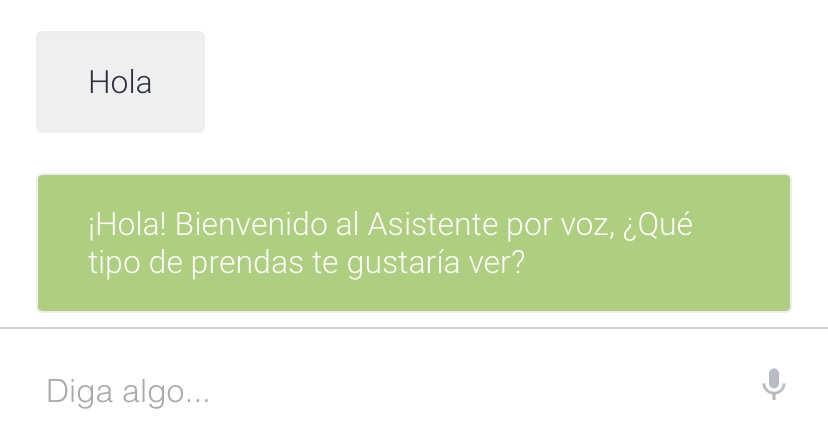 Hola
¡Hola! Bienvenido al Asistente por voz, ¿Qué
tipo de prendas te gustaría ver?
Diga algo...